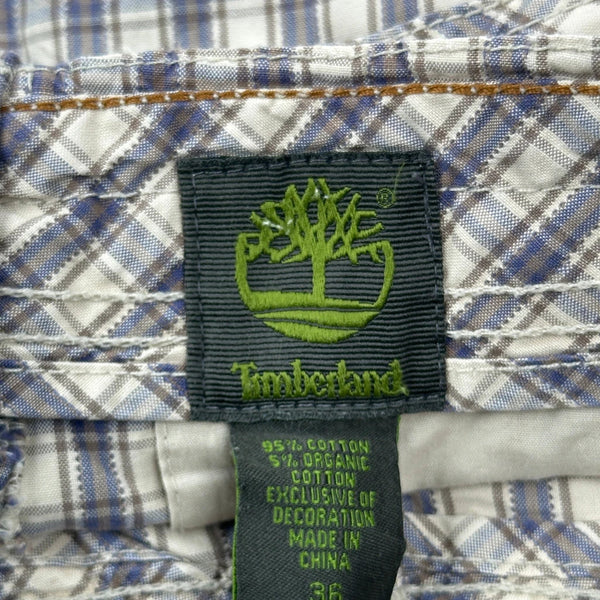 ®
Timberland
95% COTTON
5% ORGANIC
COTTON
EXCLUSIVE OF
DECORATION
MADE IN
CHINA
36